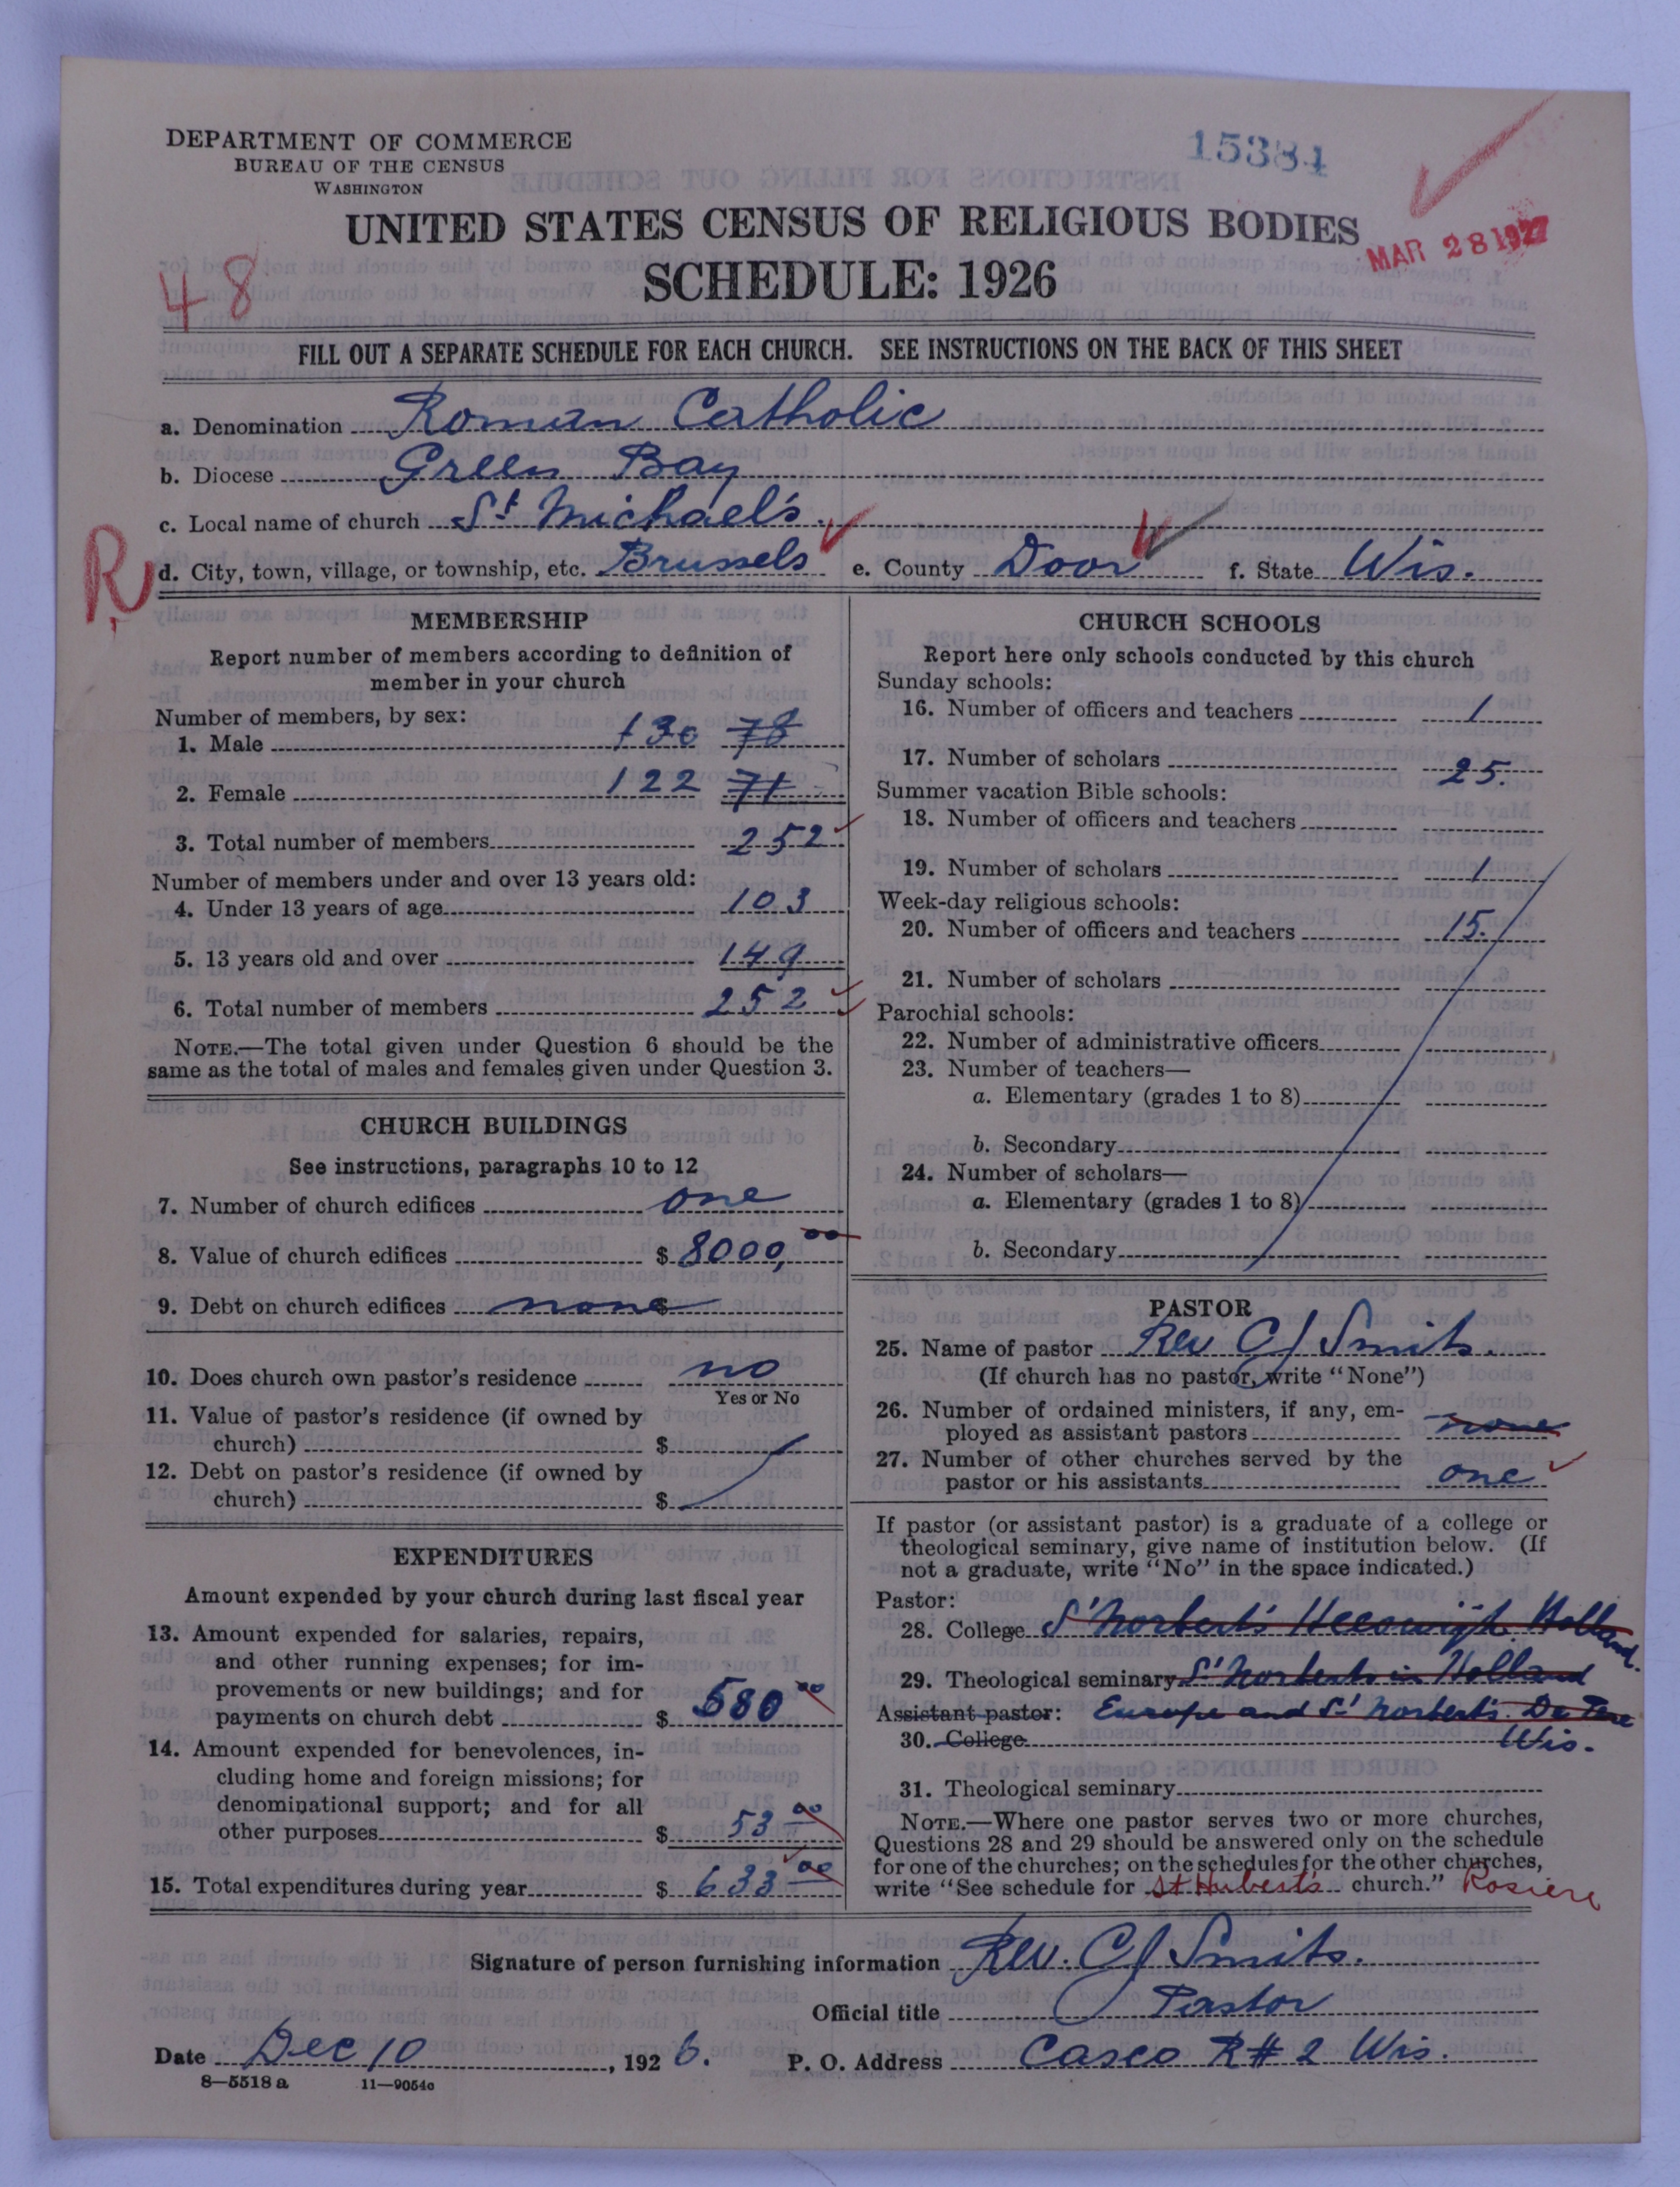 DEPARTMENT OF COMMERCE
BUREAU OF THE CENSUS
WASHINGTON
15384
UNITED STATES CENSUS OF RELIGIOUS BODIES
MAR 28 1927
SCHEDULE: 1926
48
FILL OUT A SEPARATE SCHEDULE FOR EACH CHURCH. SEE INSTRUCTIONS ON THE BACK OF THIS SHEET
a. Denomination Roman Catholic
b. Diocese Green Bay
c. Local name of church St Michael's.
R
d. City, town, village, or township, etc. Brussels e. County Door f. State Wis.
MEMBERSHIP
Report number of members according to definition of
member in your church
Number of members, by sex:
1. Male 130 78
2. Female 122 71
3. Total number of members 252
Number of members under and over 13 years old:
4. Under 13 years of age 103
5. 13 years old and over 149
6. Total number of members 252
NOTE.—The total given under Question 6 should be the
same as the total of males and females given under Question 3.
CHURCH BUILDINGS
See instructions, paragraphs 10 to 12
7. Number of church edifices one
8. Value of church edifices $ 8000,00
9. Debt on church edifices $ none
10. Does church own pastor's residence no
Yes or No
11. Value of pastor's residence (if owned by
church) $
12. Debt on pastor's residence (if owned by
church) $
EXPENDITURES
Amount expended by your church during last fiscal year
13. Amount expended for salaries, repairs,
and other running expenses; for im-
provements or new buildings; and for
payments on church debt $ 580 00
14. Amount expended for benevolences, in-
cluding home and foreign missions; for
denominational support; and for all
other purposes $ 53 00
15. Total expenditures during year $ 633 00
CHURCH SCHOOLS
Report here only schools conducted by this church
Sunday schools:
16. Number of officers and teachers 1
17. Number of scholars 25.
Summer vacation Bible schools:
18. Number of officers and teachers
19. Number of scholars 1
Week-day religious schools:
20. Number of officers and teachers 15.
21. Number of scholars
Parochial schools:
22. Number of administrative officers
23. Number of teachers—
a. Elementary (grades 1 to 8)
b. Secondary
24. Number of scholars—
a. Elementary (grades 1 to 8)
b. Secondary
PASTOR
25. Name of pastor Rev CJ Smits.
(If church has no pastor, write "None")
26. Number of ordained ministers, if any, em-
ployed as assistant pastors none
27. Number of other churches served by the
pastor or his assistants one
If pastor (or assistant pastor) is a graduate of a college or
theological seminary, give name of institution below. (If
not a graduate, write "No" in the space indicated.)
Pastor:
28. College St Norbert's Heeswijk Holland.
29. Theological seminary St Norberts in Holland
Assistant pastor: Europe and St Norberts. De Pere
30. College Wis.
31. Theological seminary
NOTE.—Where one pastor serves two or more churches,
Questions 28 and 29 should be answered only on the schedule
for one of the churches; on the schedules for the other churches,
write "See schedule for St Hubert's church." Rosiere
Signature of person furnishing information Rev. CJ Smits.
Official title Pastor
Date Dec 10, 1926. P. O. Address Casco R# 2 Wis.
8—5518 a 11—9054c